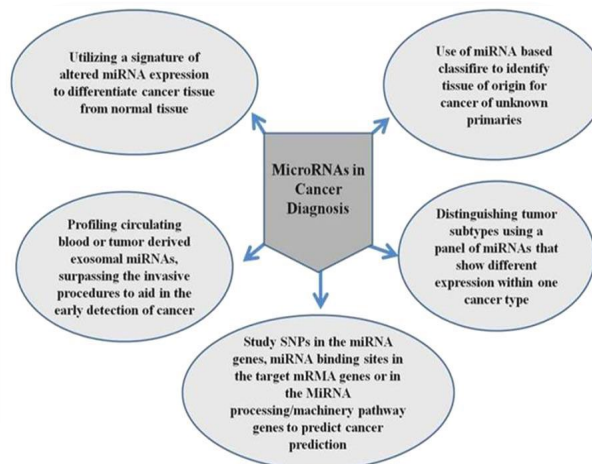 Utilizing a signature of
altered miRNA expression
to differentiate cancer tissue
from normal tissue
Use of miRNA based
classifire to identify
tissue of origin for
cancer of unknown
primaries
MicroRNAs in
Cancer
Diagnosis
Profiling circulating
blood or tumor derived
exosomal miRNAs,
surpassing the invasive
procedures to aid in the
early detection of cancer
Distinguishing tumor
subtypes using a
panel of miRNAs that
show different
expression within one
cancer type
Study SNPs in the miRNA
genes, miRNA binding sites in
the target mRMA genes or in
the MiRNA
processing/machinery pathway
genes to predict cancer
prediction